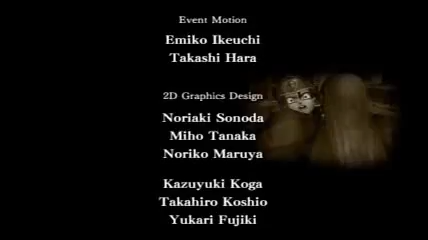 Event Motion
Emiko Ikeuchi
Takashi Hara
2D Graphics Design
Noriaki Sonoda
Miho Tanaka
Noriko Maruya
Kazuyuki Koga
Takahiro Koshio
Yukari Fujiki